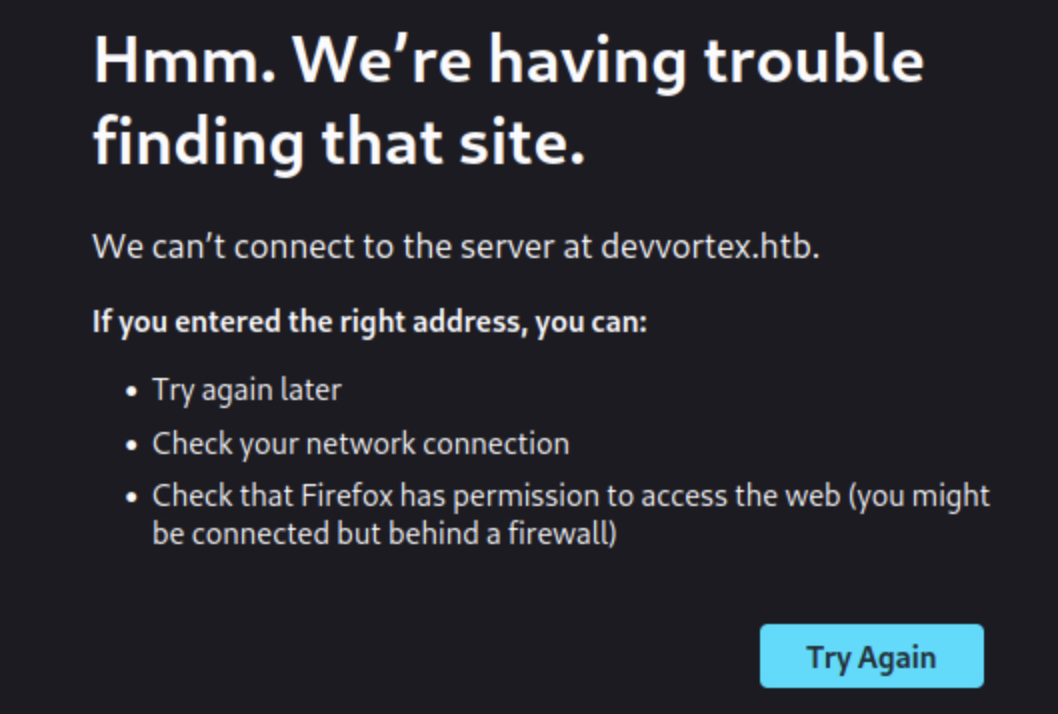 Hmm. We’re having trouble
finding that site.
We can’t connect to the server at devvortex.htb.
If you entered the right address, you can:
• Try again later
• Check your network connection
• Check that Firefox has permission to access the web (you might
be connected but behind a firewall)
Try Again